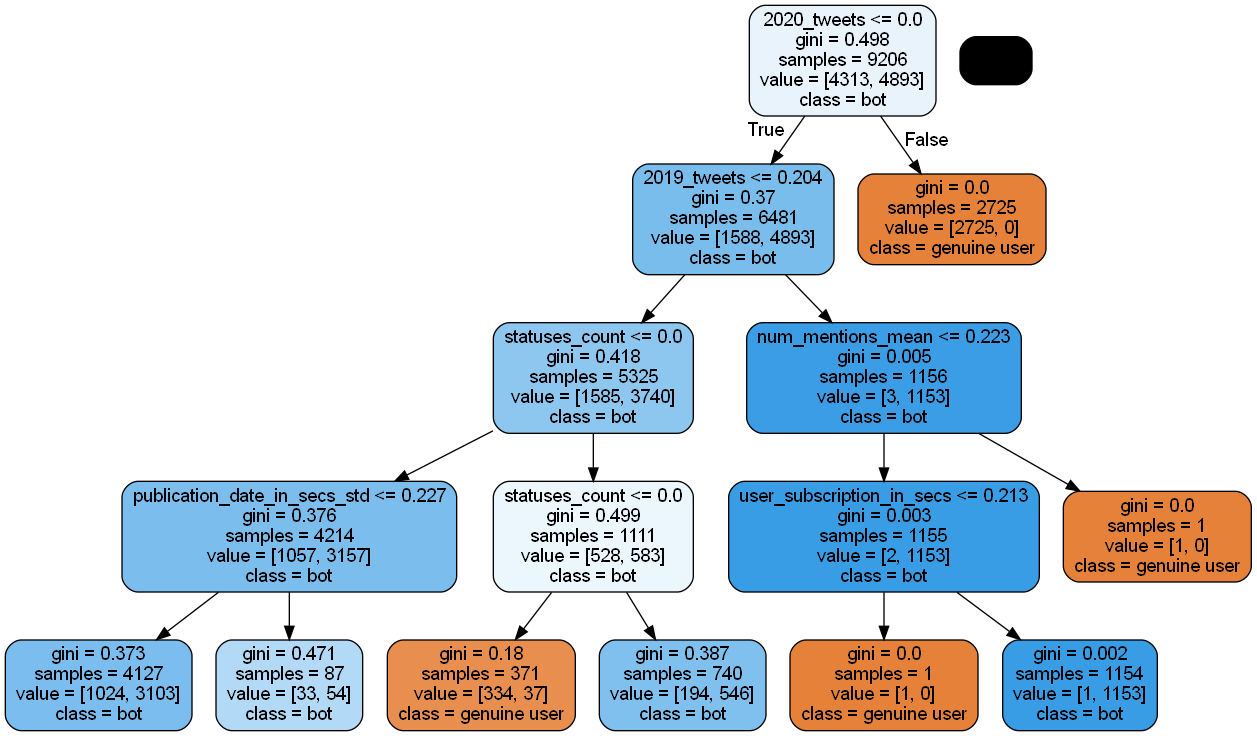 2020_tweets <= 0.0
gini = 0.498
samples = 9206
value = [4313, 4893]
class = bot
True
False
2019_tweets <= 0.204
gini = 0.37
samples = 6481
value = [1588, 4893]
class = bot
gini = 0.0
samples = 2725
value = [2725, 0]
class = genuine user
statuses_count <= 0.0
gini = 0.418
samples = 5325
value = [1585, 3740]
class = bot
num_mentions_mean <= 0.223
gini = 0.005
samples = 1156
value = [3, 1153]
class = bot
publication_date_in_secs_std <= 0.227
gini = 0.376
samples = 4214
value = [1057, 3157]
class = bot
statuses_count <= 0.0
gini = 0.499
samples = 1111
value = [528, 583]
class = bot
user_subscription_in_secs <= 0.213
gini = 0.003
samples = 1155
value = [2, 1153]
class = bot
gini = 0.0
samples = 1
value = [1, 0]
class = genuine user
gini = 0.373
samples = 4127
value = [1024, 3103]
class = bot
gini = 0.471
samples = 87
value = [33, 54]
class = bot
gini = 0.18
samples = 371
value = [334, 37]
class = genuine user
gini = 0.387
samples = 740
value = [194, 546]
class = bot
gini = 0.0
samples = 1
value = [1, 0]
class = genuine user
gini = 0.002
samples = 1154
value = [1, 1153]
class = bot